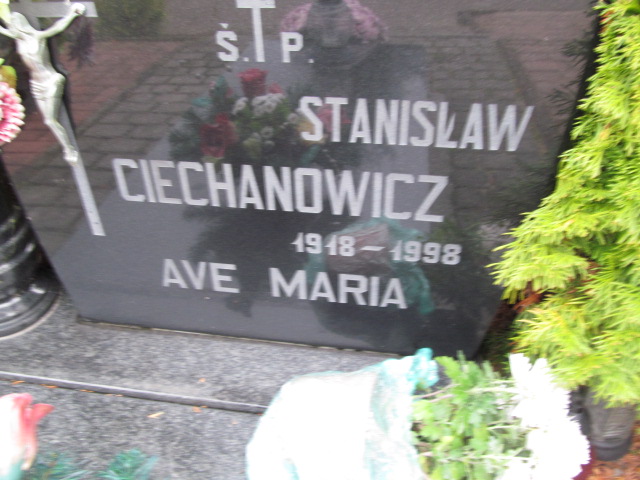 Ś.†P.
STANISŁAW
CIECHANOWICZ
1918-1998
AVE MARIA